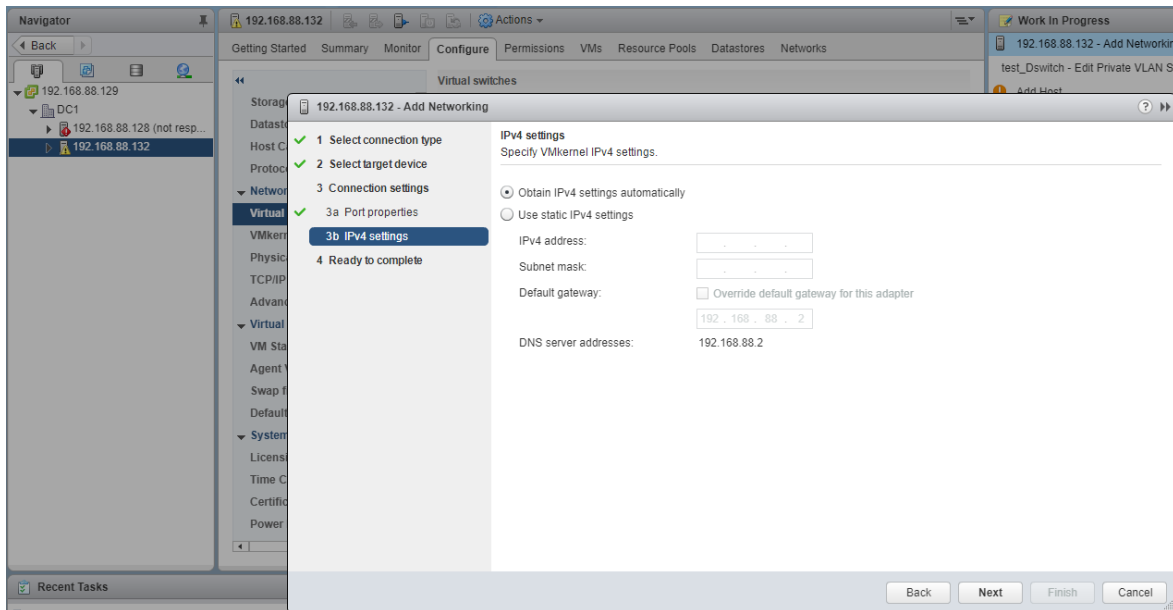 Navigator
Back
192.168.88.129
DC1
192.168.88.128 (not resp...
192.168.88.132
Recent Tasks
192.168.88.132
Actions
Getting Started Summary Monitor Configure Permissions VMs Resource Pools Datastores Networks
Virtual switches
Storag
Datasto
Host C
Protoc
Networ
Virtual
VMkern
Physic
TCP/IP
Advanc
Virtual
VM Sta
Agent
Swap f
Default
System
Licensi
Time C
Certific
Power
192.168.88.132 - Add Networking
1 Select connection type
2 Select target device
3 Connection settings
3a Port properties
3b IPv4 settings
4 Ready to complete
IPv4 settings
Specify VMkernel IPv4 settings.
Obtain IPv4 settings automatically
Use static IPv4 settings
IPv4 address: . . .
Subnet mask: . . .
Default gateway: Override default gateway for this adapter
192 . 168 . 88 . 2
DNS server addresses: 192.168.88.2
Back Next Finish Cancel
Work In Progress
192.168.88.132 - Add Networkin
test_Dswitch - Edit Private VLAN S
Add Host